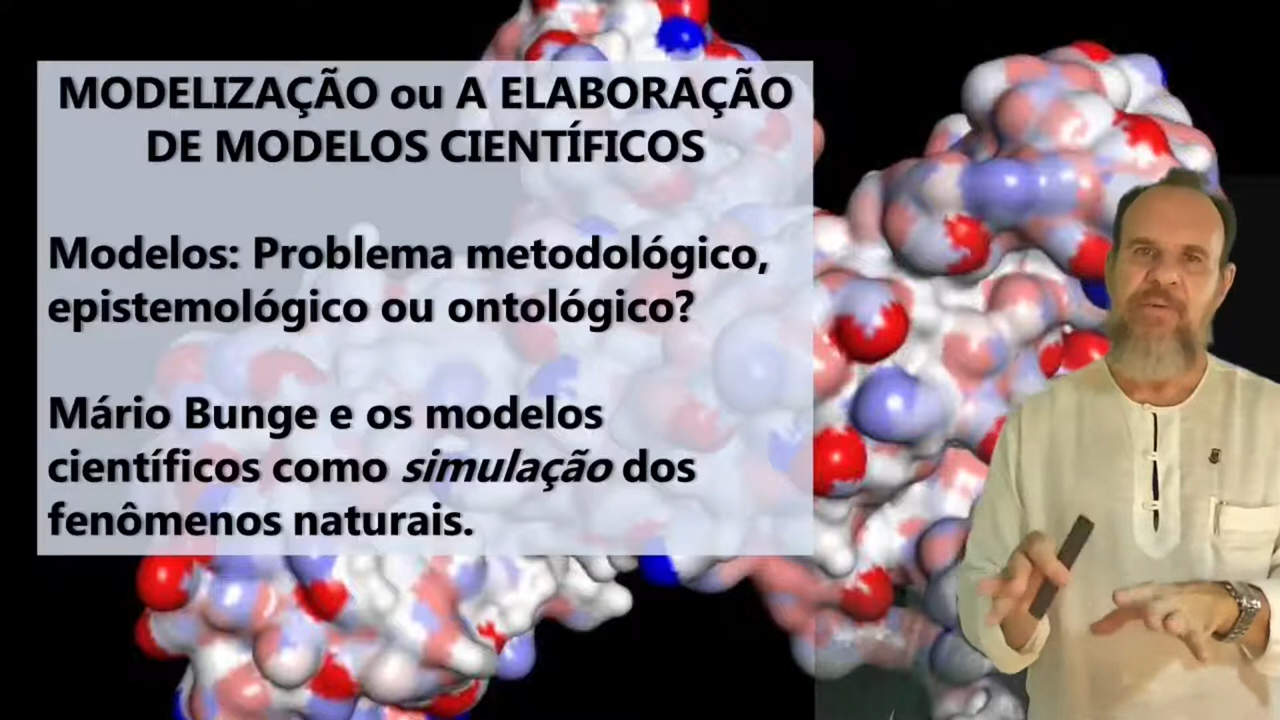 MODELIZAÇÃO ou A ELABORAÇÃO
DE MODELOS CIENTÍFICOS
Modelos: Problema metodológico,
epistemológico ou ontológico?
Mário Bunge e os modelos
científicos como simulação dos
fenômenos naturais.